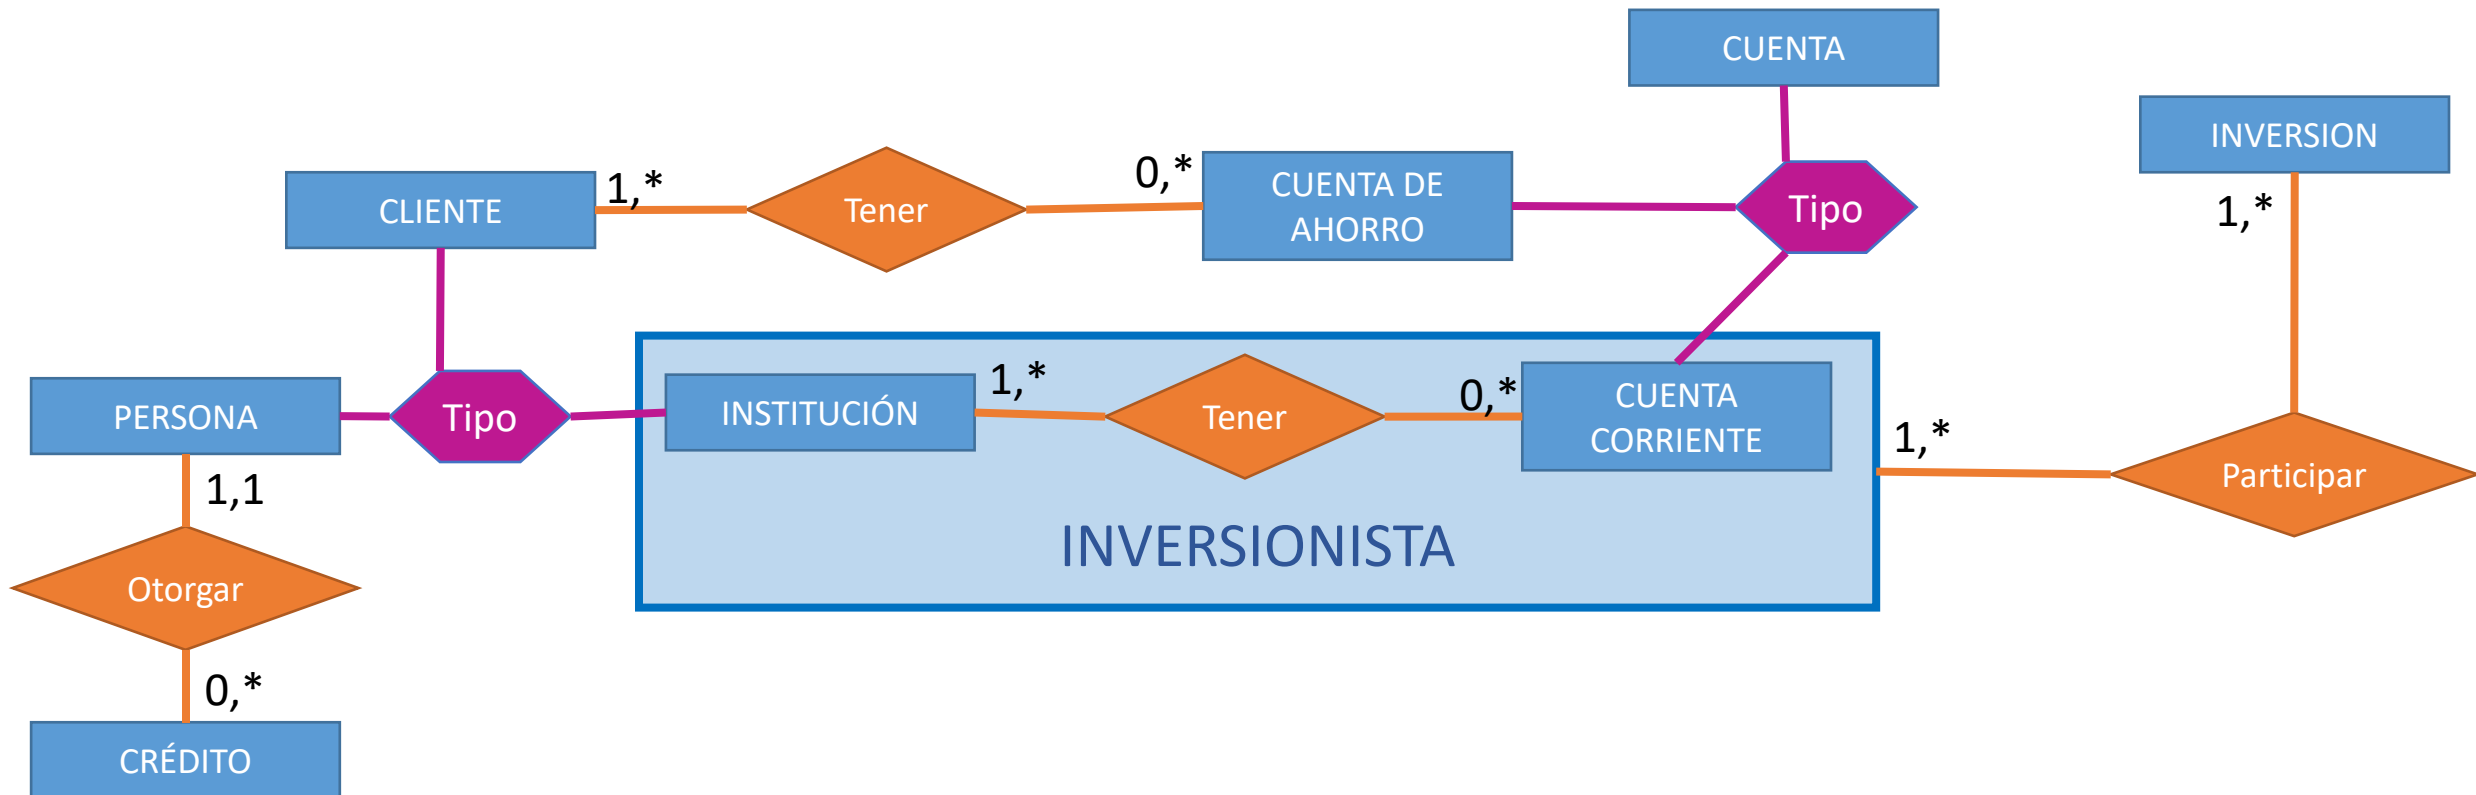 CUENTA
INVERSION
1,*
CLIENTE
1,*
Tener
0,*
CUENTA DE
AHORRO
Tipo
PERSONA
Tipo
INSTITUCIÓN
1,*
Tener
0,*
CUENTA
CORRIENTE
1,*
Participar
1,1
INVERSIONISTA
Otorgar
0,*
CRÉDITO